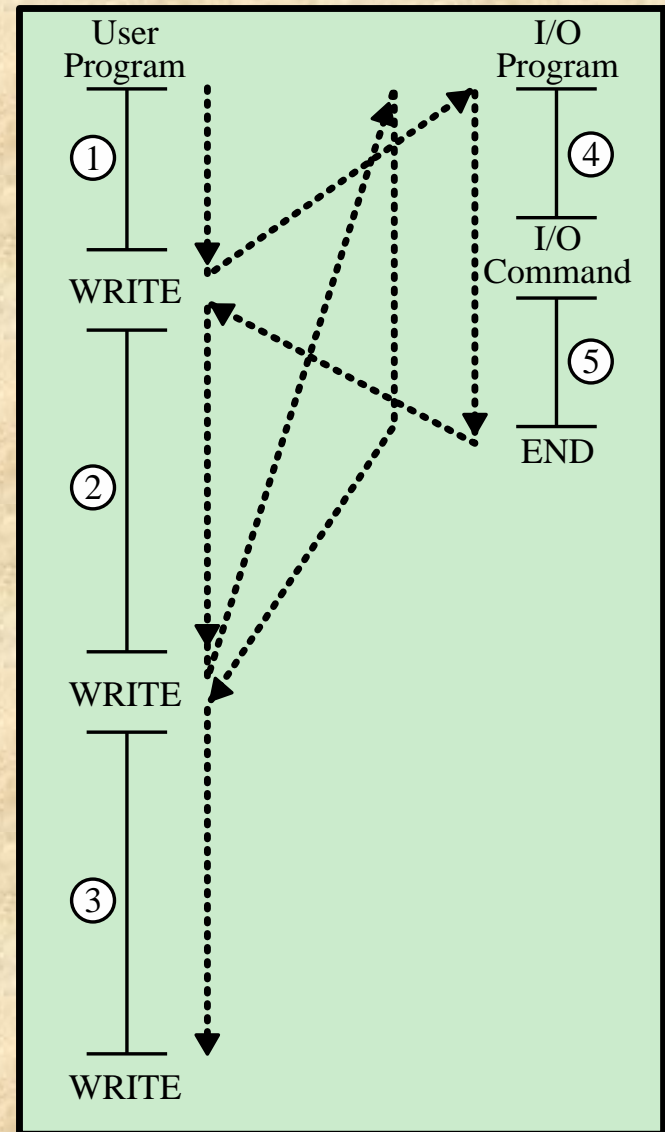 User
Program
1
WRITE
2
WRITE
3
WRITE
I/O
Program
4
I/O
Command
5
END